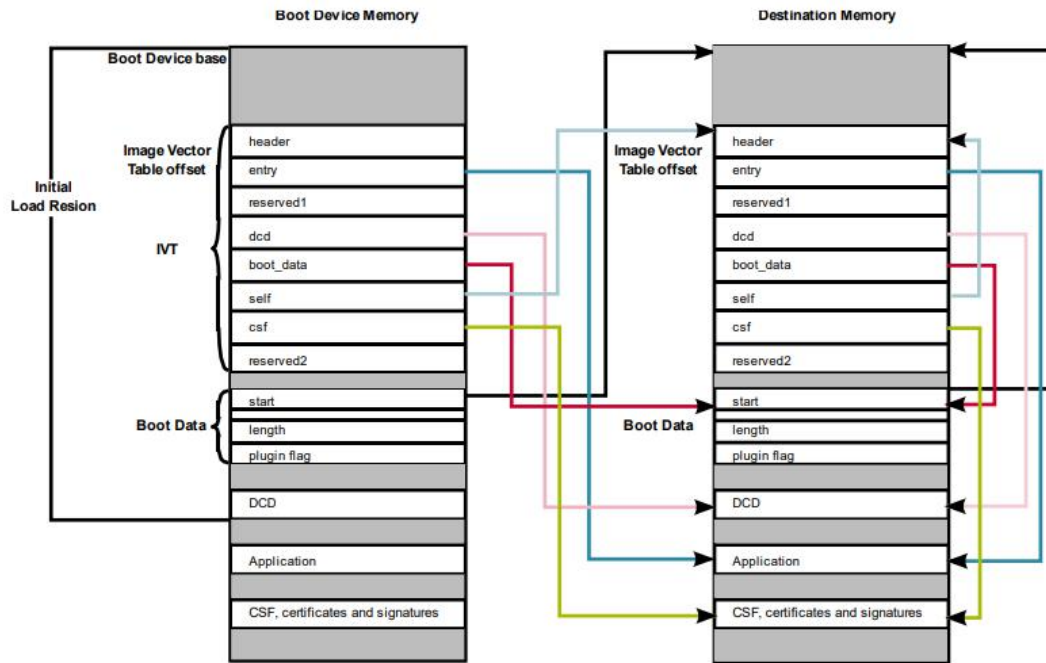 Boot Device Memory
Boot Device base
Image Vector
Table offset
Initial
Load Resion
IVT
Boot Data
header
entry
reserved1
dcd
boot_data
self
csf
reserved2
start
length
plugin flag
DCD
Application
CSF, certificates and signatures
Destination Memory
Image Vector
Table offset
Boot Data
header
entry
reserved1
dcd
boot_data
self
csf
reserved2
start
length
plugin flag
DCD
Application
CSF, certificates and signatures